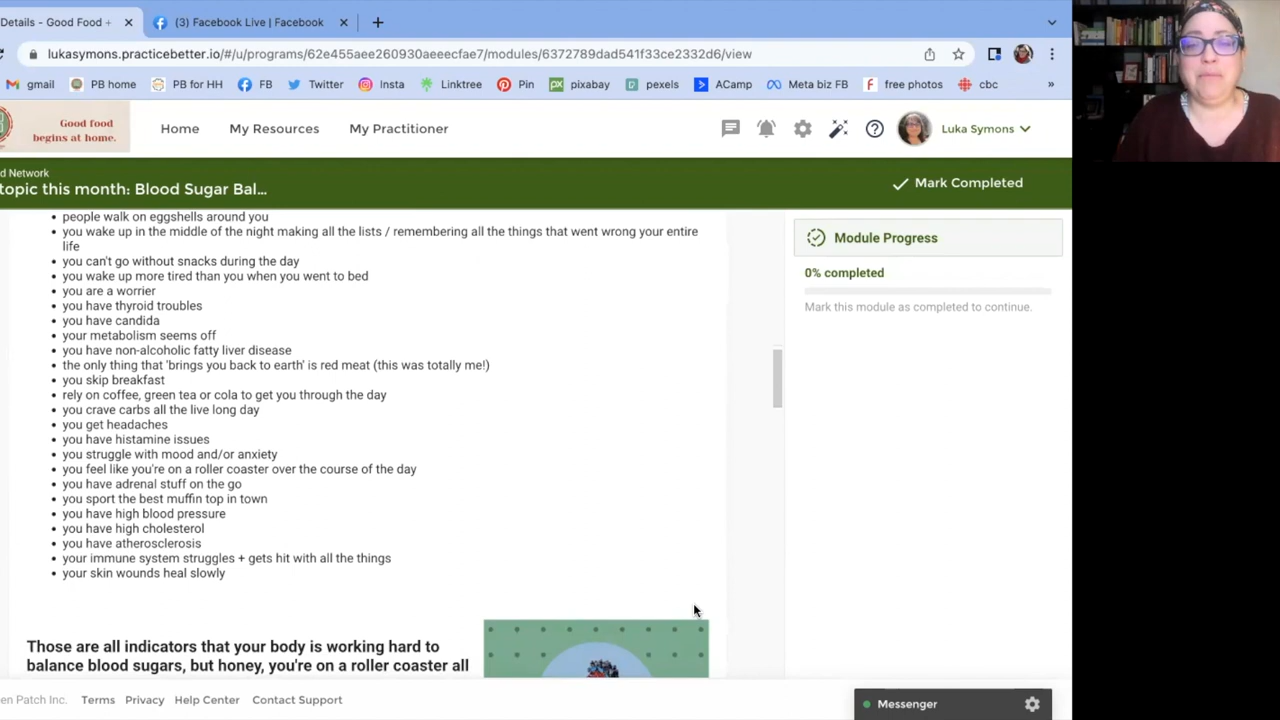 Details - Good Food +
(3) Facebook Live | Facebook
lukasymons.practicebetter.io/#/u/programs/62e455aee260930aeeecfae7/modules/6372789dad541f33ce2332d6/view
gmail
PB home
PB for HH
FB
Twitter
Insta
Linktree
Pin
px
pixabay
pexels
ACamp
Meta biz FB
free photos
cbc
»
Good food
begins at home.
Home
My Resources
My Practitioner
Luka Symons
d Network
topic this month: Blood Sugar Bal...
Mark Completed
• people walk on eggshells around you
• you wake up in the middle of the night making all the lists / remembering all the things that went wrong your entire
life
• you can't go without snacks during the day
• you wake up more tired than you when you went to bed
• you are a worrier
• you have thyroid troubles
• you have candida
• your metabolism seems off
• you have non-alcoholic fatty liver disease
• the only thing that 'brings you back to earth' is red meat (this was totally me!)
• you skip breakfast
• rely on coffee, green tea or cola to get you through the day
• you crave carbs all the live long day
• you get headaches
• you have histamine issues
• you struggle with mood and/or anxiety
• you feel like you're on a roller coaster over the course of the day
• you have adrenal stuff on the go
• you sport the best muffin top in town
• you have high blood pressure
• you have high cholesterol
• you have atherosclerosis
• your immune system struggles + gets hit with all the things
• your skin wounds heal slowly
Module Progress
0% completed
Mark this module as completed to continue.
Those are all indicators that your body is working hard to
balance blood sugars, but honey, you're on a roller coaster all
en Patch Inc.
Terms
Privacy
Help Center
Contact Support
Messenger